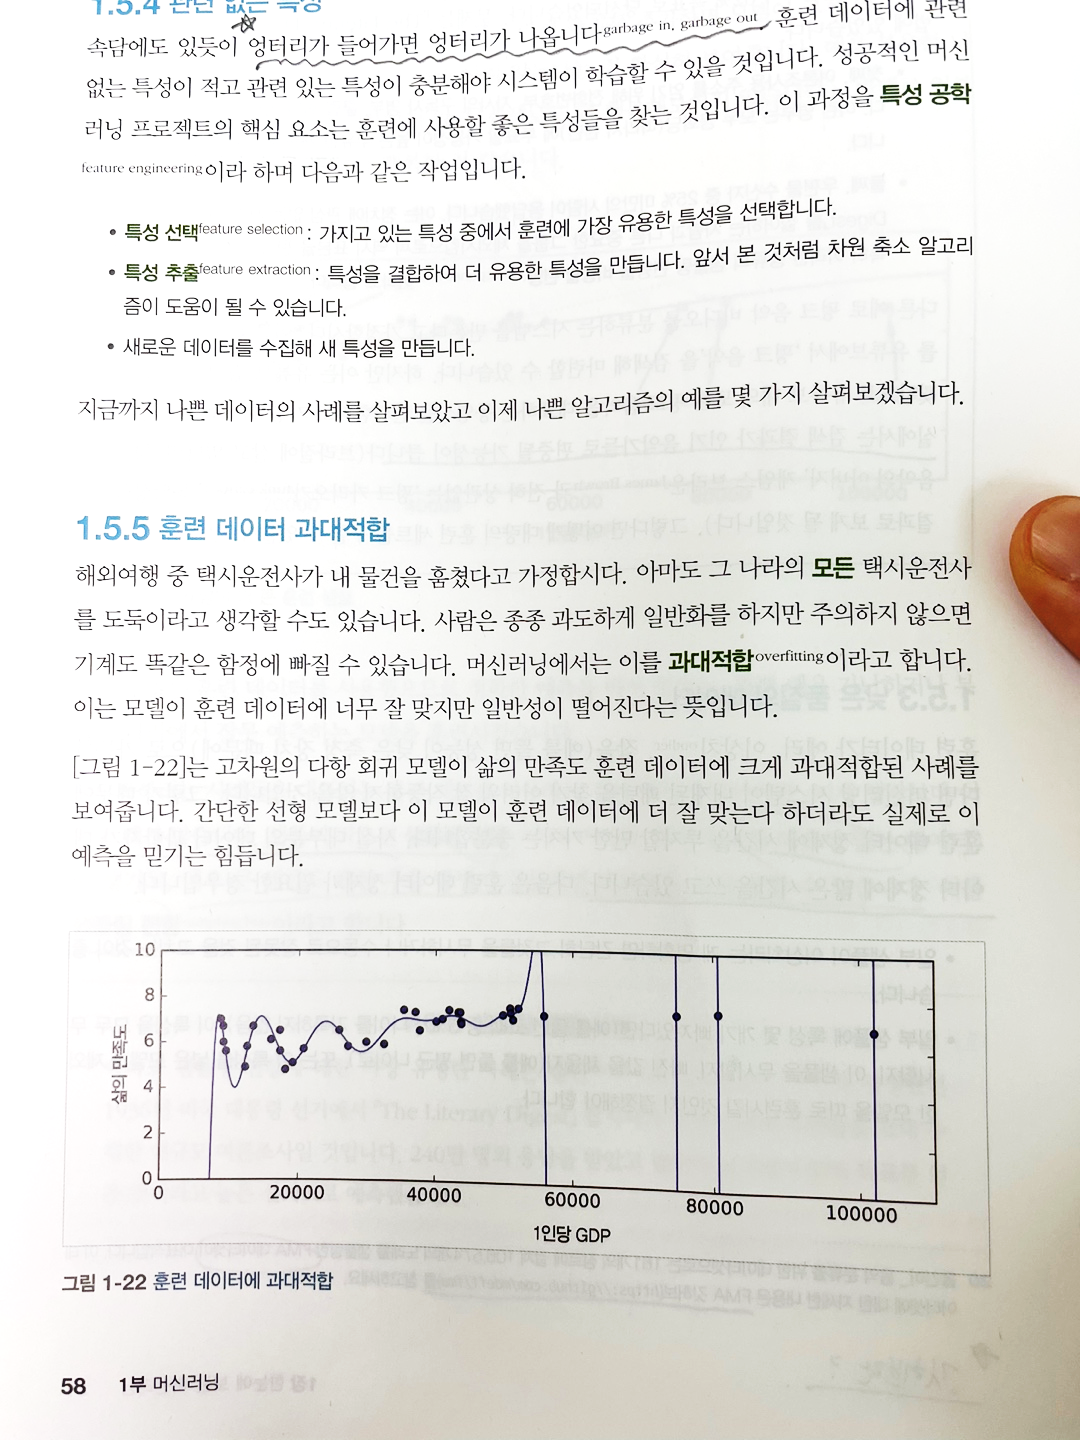 1.5.4 관련 없는 특성
속담에도 있듯이 엉터리가 들어가면 엉터리가 나옵니다garbage in, garbage out. 훈련 데이터에 관련
없는 특성이 적고 관련 있는 특성이 충분해야 시스템이 학습할 수 있을 것입니다. 성공적인 머신
러닝 프로젝트의 핵심 요소는 훈련에 사용할 좋은 특성들을 찾는 것입니다. 이 과정을 특성 공학
feature engineering이라 하며 다음과 같은 작업입니다.
• 특성 선택feature selection : 가지고 있는 특성 중에서 훈련에 가장 유용한 특성을 선택합니다.
• 특성 추출feature extraction : 특성을 결합하여 더 유용한 특성을 만듭니다. 앞서 본 것처럼 차원 축소 알고리
즘이 도움이 될 수 있습니다.
• 새로운 데이터를 수집해 새 특성을 만듭니다.
지금까지 나쁜 데이터의 사례를 살펴보았고 이제 나쁜 알고리즘의 예를 몇 가지 살펴보겠습니다.
1.5.5 훈련 데이터 과대적합
해외여행 중 택시운전사가 내 물건을 훔쳤다고 가정합시다. 아마도 그 나라의 모든 택시운전사
를 도둑이라고 생각할 수도 있습니다. 사람은 종종 과도하게 일반화를 하지만 주의하지 않으면
기계도 똑같은 함정에 빠질 수 있습니다. 머신러닝에서는 이를 과대적합overfitting이라고 합니다.
이는 모델이 훈련 데이터에 너무 잘 맞지만 일반성이 떨어진다는 뜻입니다.
[그림 1-22]는 고차원의 다항 회귀 모델이 삶의 만족도 훈련 데이터에 크게 과대적합된 사례를
보여줍니다. 간단한 선형 모델보다 이 모델이 훈련 데이터에 더 잘 맞는다 하더라도 실제로 이
예측을 믿기는 힘듭니다.
10
8
6
4
2
0
삶의 만족도
0 20000 40000 60000 80000 100000
1인당 GDP
그림 1-22 훈련 데이터에 과대적합
58 1부 머신러닝